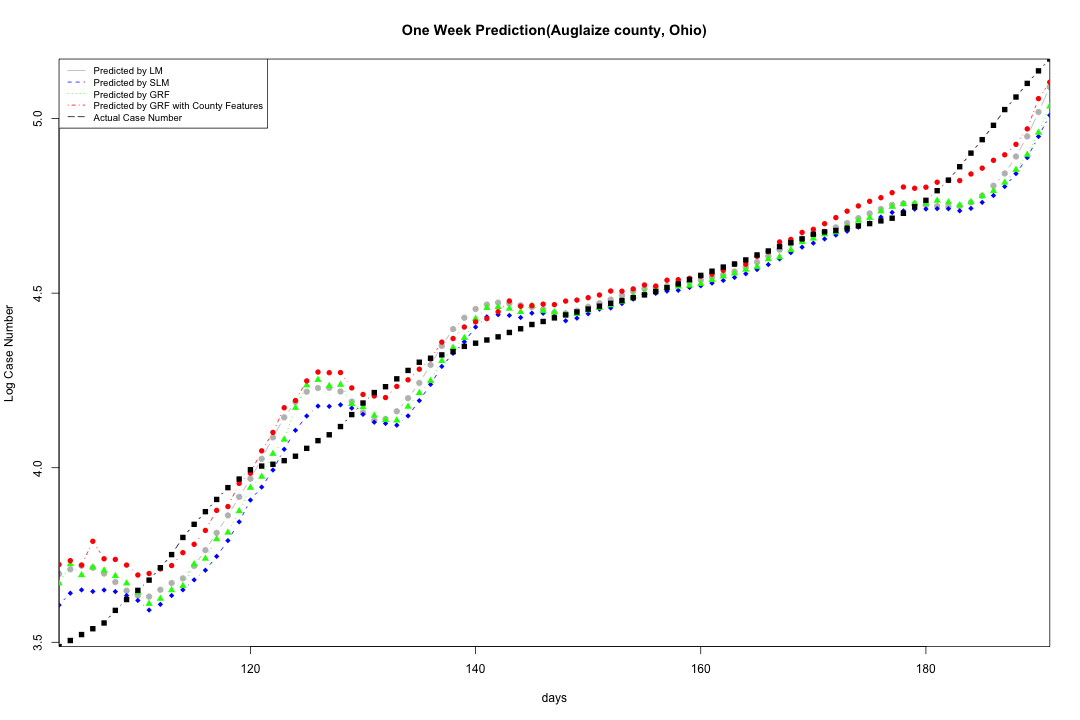 One Week Prediction(Auglaize county, Ohio)
Predicted by LM
Predicted by SLM
Predicted by GRF
Predicted by GRF with County Features
Actual Case Number
5.0
4.5
4.0
3.5
Log Case Number
120 140 160 180
days